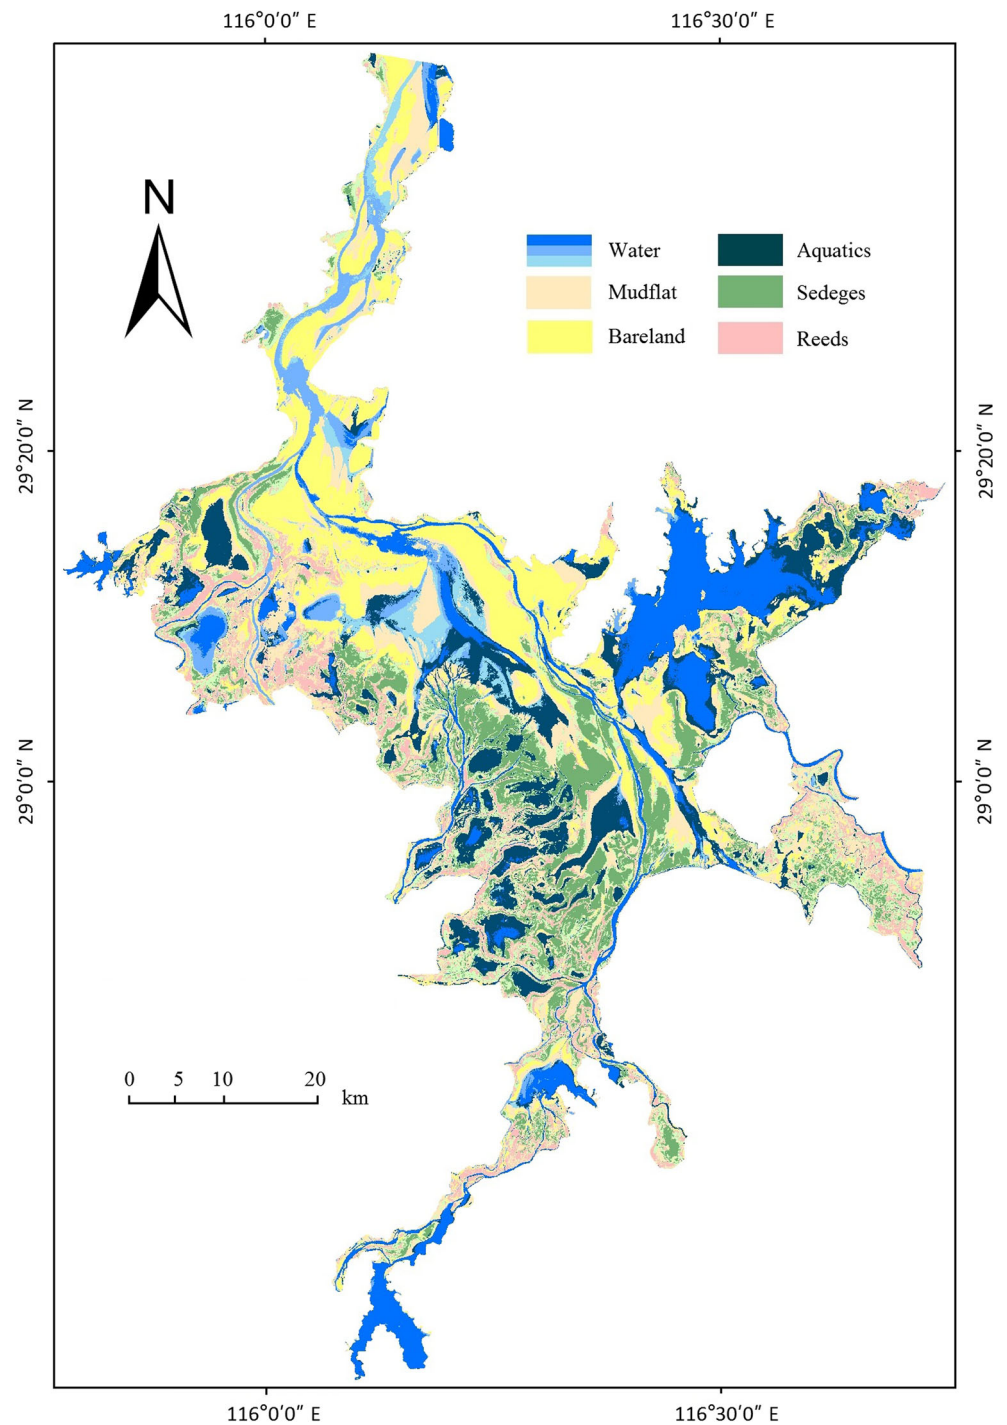 116°0′0″ E 116°30′0″ E
N
Water Aquatics
Mudflat Sedeges
Bareland Reeds
29°20′0″ N 29°20′0″ N
29°0′0″ N 29°0′0″ N
0 5 10 20 km
116°0′0″ E 116°30′0″ E